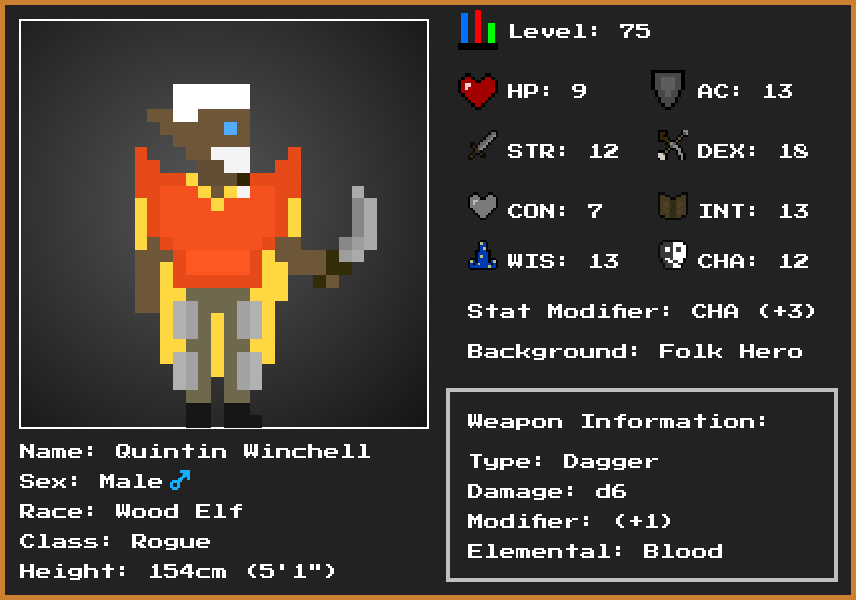 Level: 75
HP: 9 AC: 13
STR: 12 DEX: 18
CON: 7 INT: 13
WIS: 13 CHA: 12
Stat Modifier: CHA (+3)
Background: Folk Hero
Weapon Information:
Type: Dagger
Damage: d6
Modifier: (+1)
Elemental: Blood
Name: Quintin Winchell
Sex: Male♂
Race: Wood Elf
Class: Rogue
Height: 154cm (5'1")